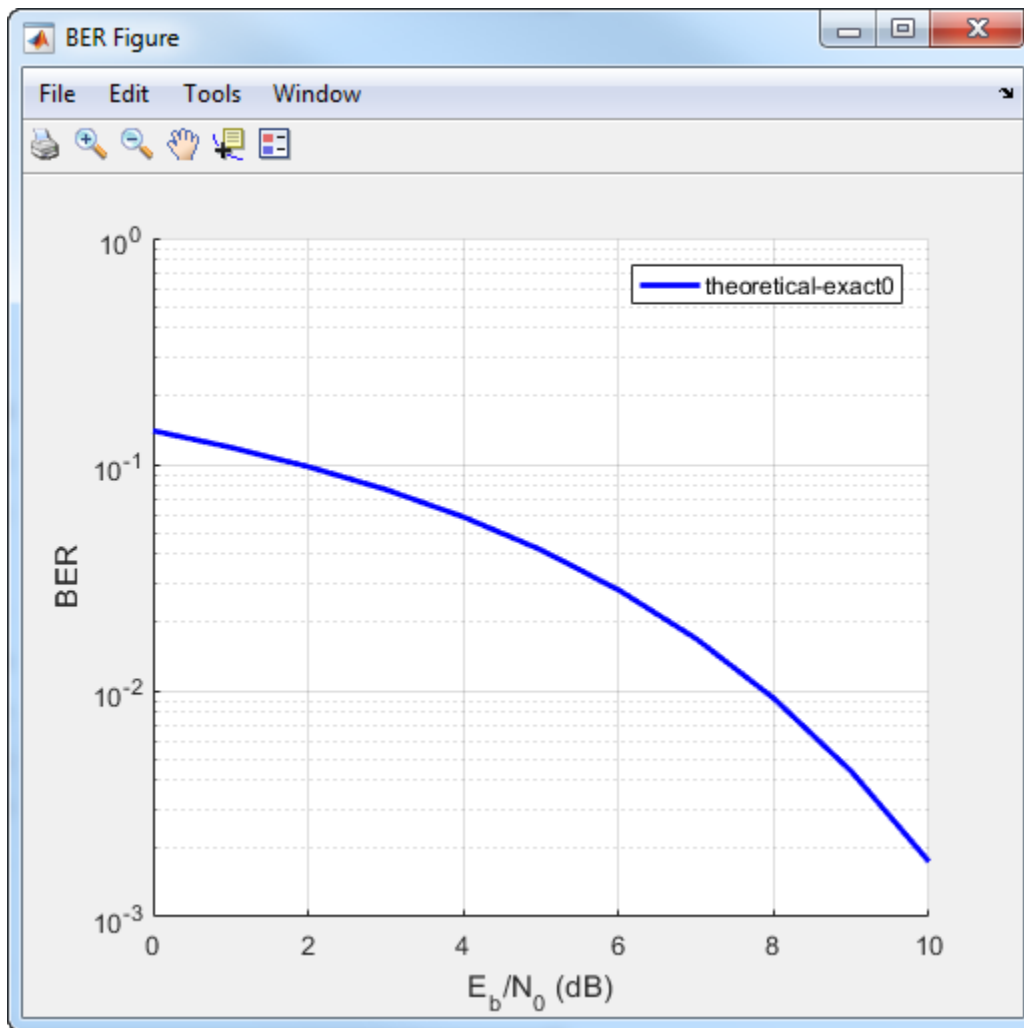 BER Figure
File Edit Tools Window
10^0
theoretical-exact0
10^-1
BER
10^-2
10^-3
0 2 4 6 8 10
E_b/N_0 (dB)